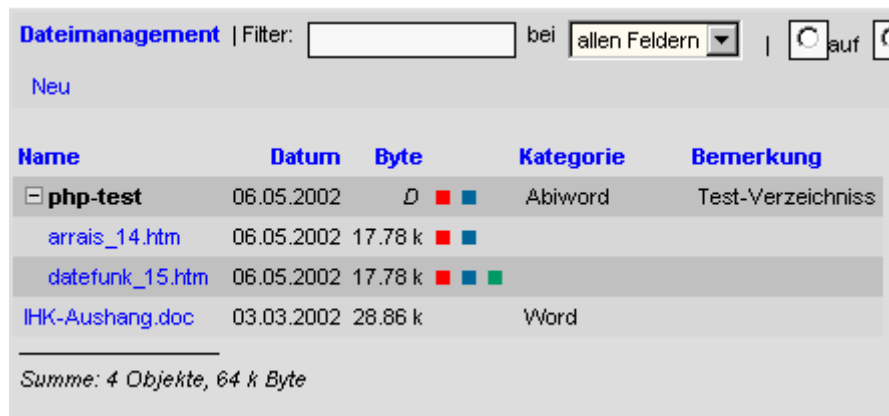 Dateimanagement | Filter: bei allen Feldern | auf
Neu
Name Datum Byte Kategorie Bemerkung
php-test 06.05.2002 D Abiword Test-Verzeichniss
arrais_14.htm 06.05.2002 17.78 k
datefunk_15.htm 06.05.2002 17.78 k
IHK-Aushang.doc 03.03.2002 28.86 k Word
Summe: 4 Objekte, 64 k Byte